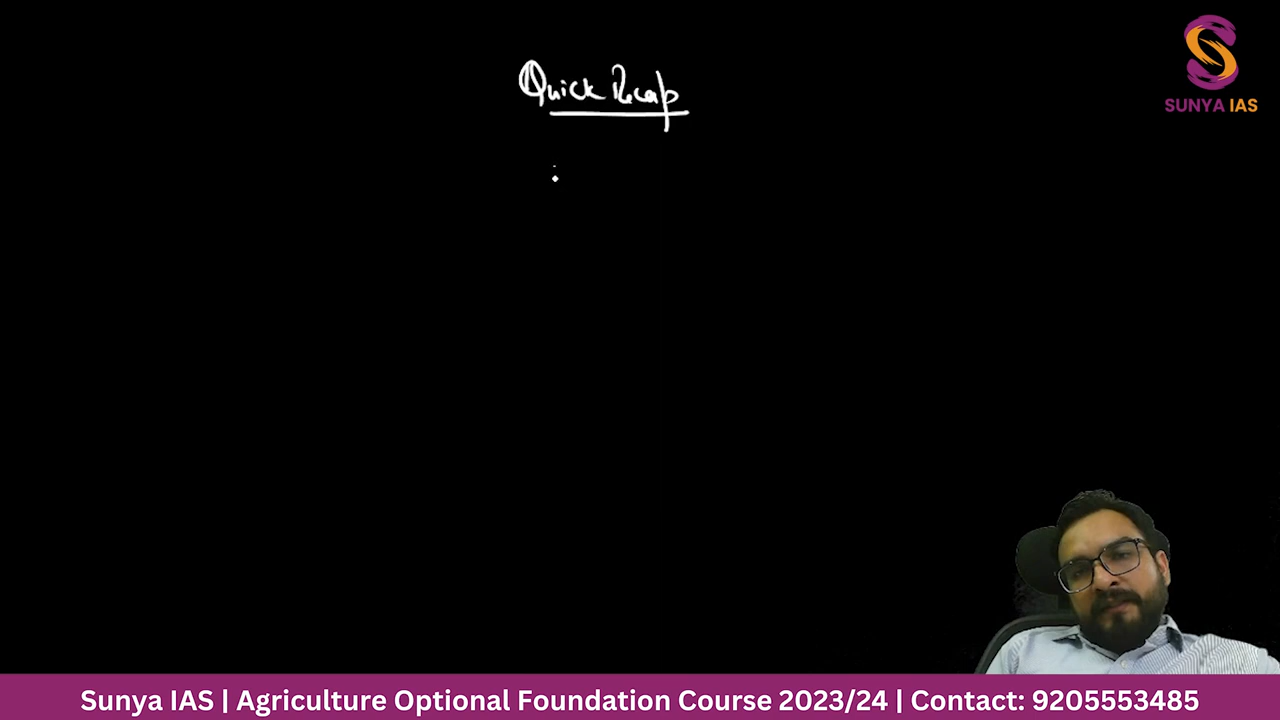 Quick Recap
SUNYA IAS
Sunya IAS | Agriculture Optional Foundation Course 2023/24 | Contact: 9205553485